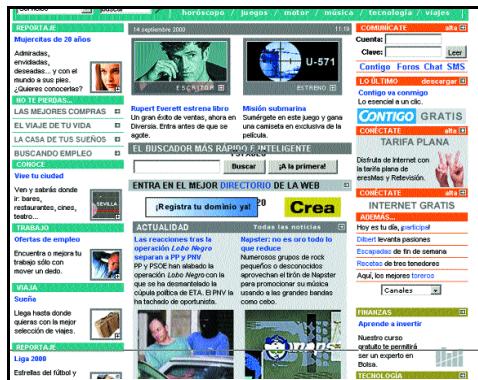 Buscar
horóscopo / juegos / motor / música / tecnología / viajes
REPORTAJE
Mujercitas de 20 años
Admiradas,
envidiadas,
deseadas... y con el
mundo a sus pies.
¿Quieres conocerlas?
NO TE PIERDAS...
LAS MEJORES COMPRAS
EL VIAJE DE TU VIDA
LA CASA DE TUS SUEÑOS
BUSCANDO EMPLEO
CONOCE
Vive tu ciudad
Ven y sabrás donde
ir: bares,
restaurantes, cines,
teatro...
SEVILLA
TRABAJO
Ofertas de empleo
Encuentra o mejora tu
trabajo sólo con
mover un dedo.
VIAJA
Sueña
Llega hasta donde
quieras con la mejor
selección de viajes.
REPORTAJE
Liga 2000
Estrellas del fútbol y
14 septiembre 2000
11:19
ESCRITOR
U-571
ESTRENO
Rupert Everett estrena libro
Un gran éxito de ventas, ahora en
Diversia. Entra antes de que se
agote.
Misión submarina
Sumérgete en este juego y gana
una camiseta en exclusiva de la
película.
EL BUSCADOR MÁS RÁPIDO E INTELIGENTE
Buscar
¡A la primera!
ENTRA EN EL MEJOR DIRECTORIO DE LA WEB
¡Registra tu dominio ya!
Crea
ACTUALIDAD
Todas las noticias
Las reacciones tras la
operación Lobo Negro
separan a PP y PNV
PP y PSOE han alabado la
operación Lobo Negro con la
que se ha desmantelado la
cúpula política de ETA. El PNV la
ha tachado de oportunista.
Napster: no es oro todo lo
que reduce
Numerosos grupos de rock
pequeños o desconocidos
aprovechan el tirón de Napster
para promocionar su música
usando a las grandes bandas
como cebo.
COMUNÍCATE
alta
Cuenta:
Clave:
Leer
Contigo Foros Chat SMS
LO ÚLTIMO
descargar
Contigo va conmigo
Lo esencial a un clic.
CONTIGO GRATIS
CONÉCTATE
alta
TARIFA PLANA
Disfruta de Internet con
la tarifa plana de
eresMas y Retevisión.
CONÉCTATE
alta
INTERNET GRATIS
ADEMÁS...
Hoy es tu día, ¡participa!
Dilbert levanta pasiones
Escapadas de fin de semana
Recetas de tres tenedores
Aquí, los mejores toreros
Canales
FINANZAS
Aprende a invertir
Nuestro curso
gratuito te permitirá
ser un experto en
Bolsa.
TECNOLOGÍA